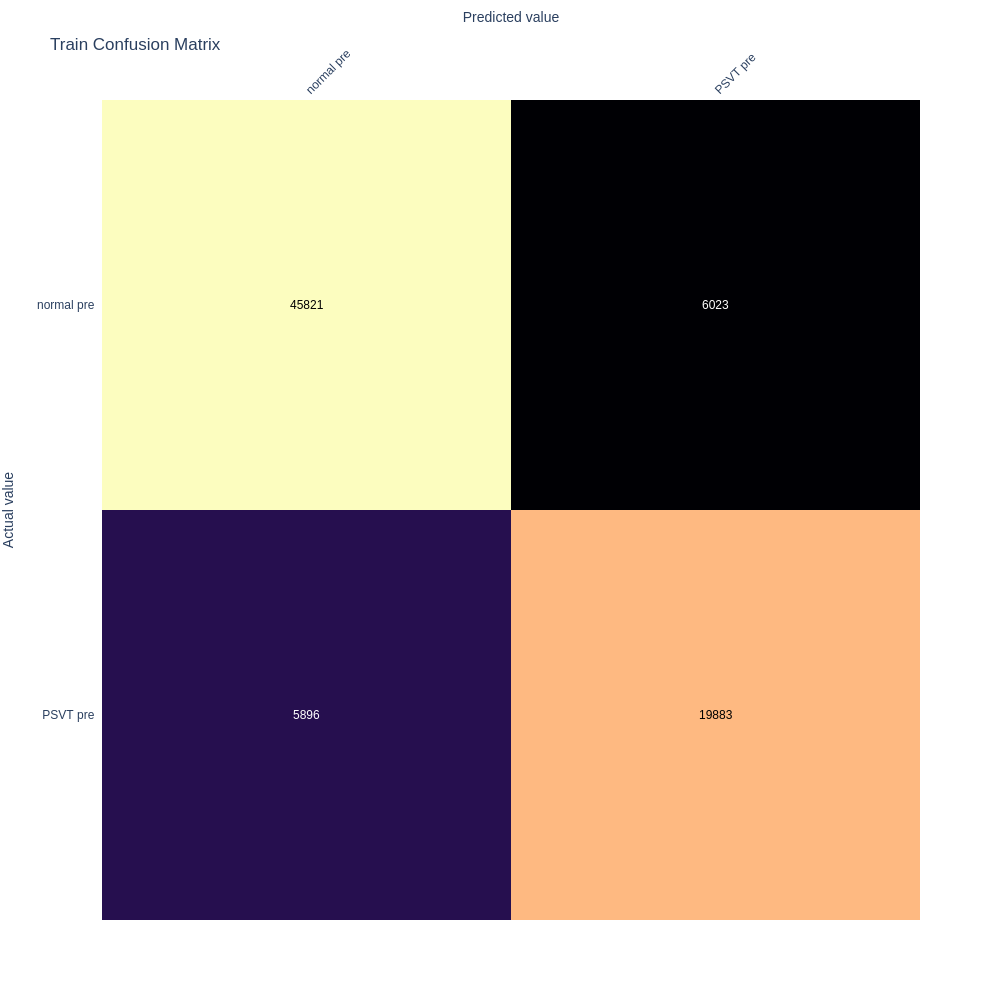 Predicted value
Train Confusion Matrix
normal pre
PSVT pre
normal pre
45821
6023
Actual value
PSVT pre
5896
19883